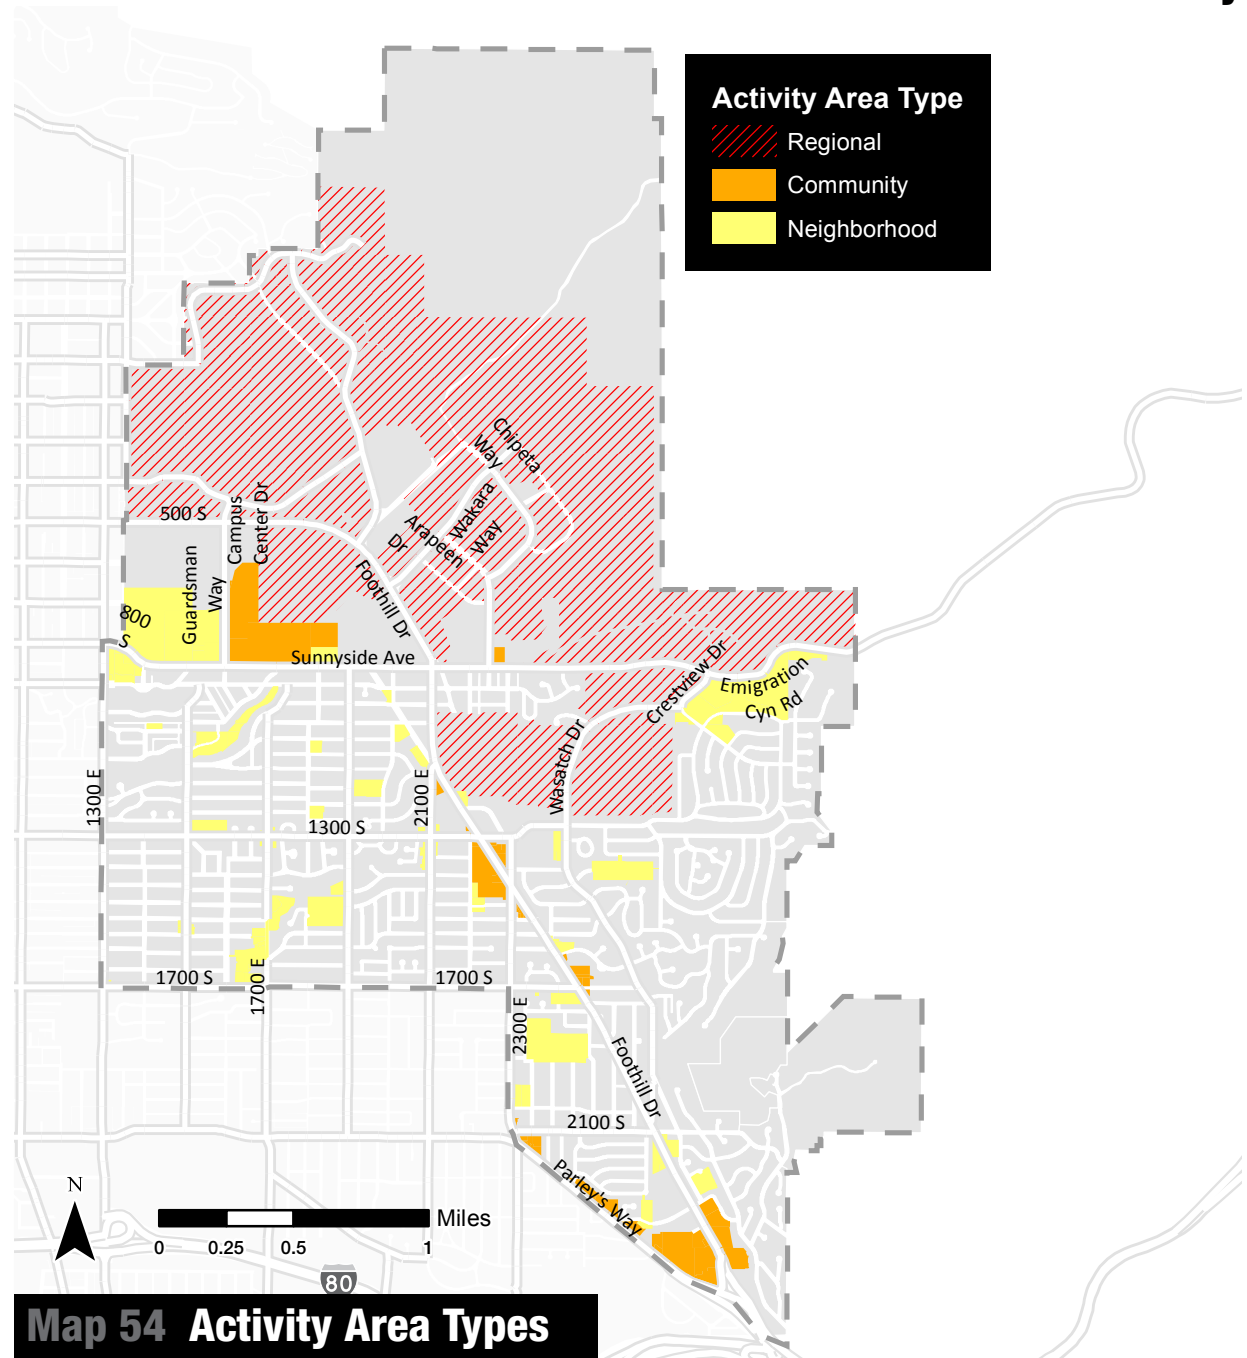 Activity Area Type
Regional
Community
Neighborhood
Chipeta
Way
Wakara
Way
Arapeen
Dr
Campus
Center Dr
500 S
Guardsman
Way
Foothill Dr
800
S
Sunnyside Ave
Crestview Dr
Emigration
Cyn Rd
Wasatch Dr
1300 E
2100 E
1300 S
1700 S
1700 E
1700 S
2300 E
Foothill Dr
2100 S
Parley's Way
N
Miles
0 0.25 0.5 1
80
Map 54 Activity Area Types